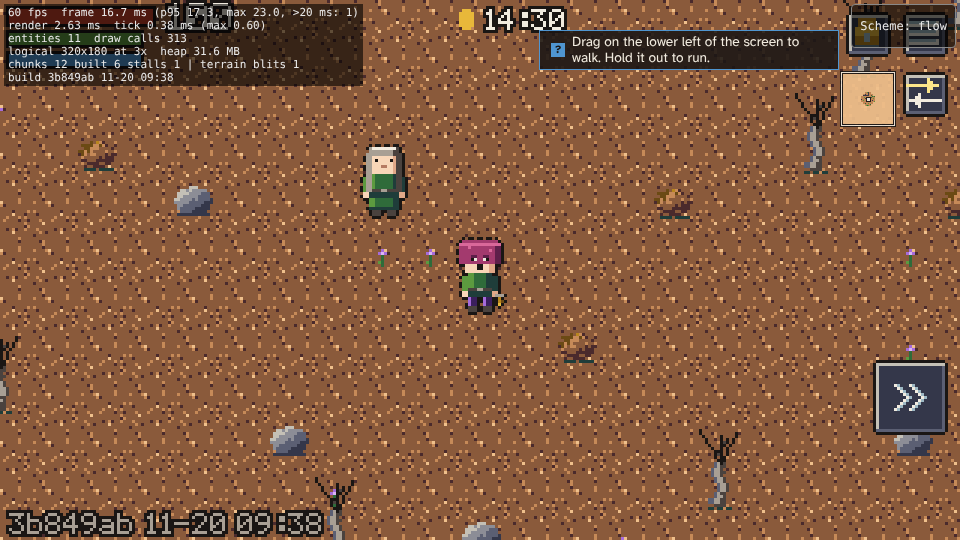 60 fps frame 16.7 ms (p95 17.3, max 23.0, >20 ms: 1)
render 2.63 ms tick 0.38 ms (max 0.60)
entities 11 draw calls 313
logical 320x180 at 3x heap 31.6 MB
chunks 12 built 6 stalls 1 | terrain blits 1
build 3b849ab 11-20 09:38
14:30
Scheme: flow
? Drag on the lower left of the screen to
walk. Hold it out to run.
3b849ab 11-20 09:38